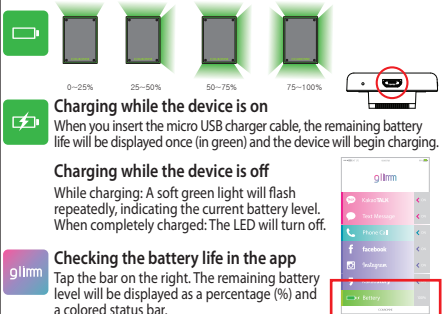 0~25%
25~50%
50~75%
75~100%
Charging while the device is on
When you insert the micro USB charger cable, the remaining battery
life will be displayed once (in green) and the device will begin charging.
Charging while the device is off
While charging: A soft green light will flash
repeatedly, indicating the current battery level.
When completely charged: The LED will turn off.
glimm
KakaoTALK
Text Message
Phone Call
facebook
Instagram
glimm
Checking the battery life in the app
Tap the bar on the right. The remaining battery
level will be displayed as a percentage (%) and
a colored status bar.
Battery